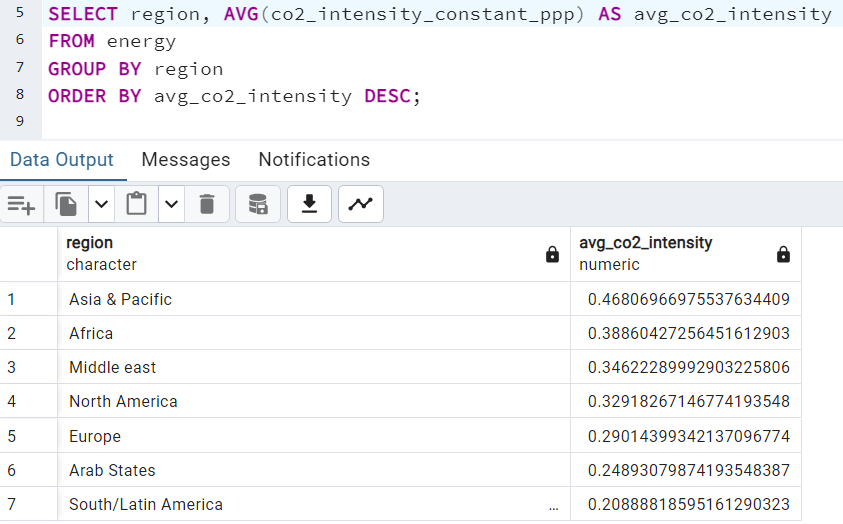 5 SELECT region, AVG(co2_intensity_constant_ppp) AS avg_co2_intensity
6 FROM energy
7 GROUP BY region
8 ORDER BY avg_co2_intensity DESC;
9
Data Output Messages Notifications
region avg_co2_intensity
character numeric
1 Asia & Pacific 0.46806966975537634409
2 Africa 0.38860427256451612903
3 Middle east 0.34622289992903225806
4 North America 0.32918267146774193548
5 Europe 0.29014399342137096774
6 Arab States 0.24893079874193548387
7 South/Latin America ... 0.20888818595161290323